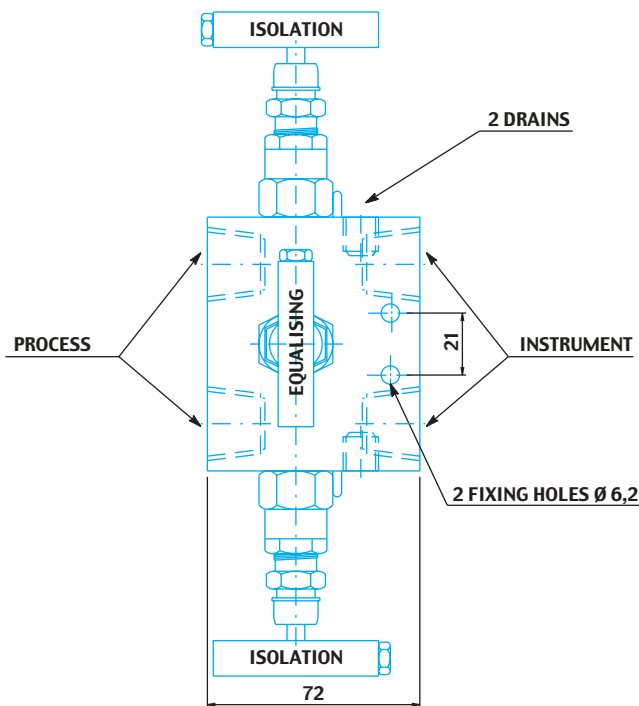 ISOLATION
2 DRAINS
EQUALISING
PROCESS
21
INSTRUMENT
2 FIXING HOLES Ø 6,2
ISOLATION
72